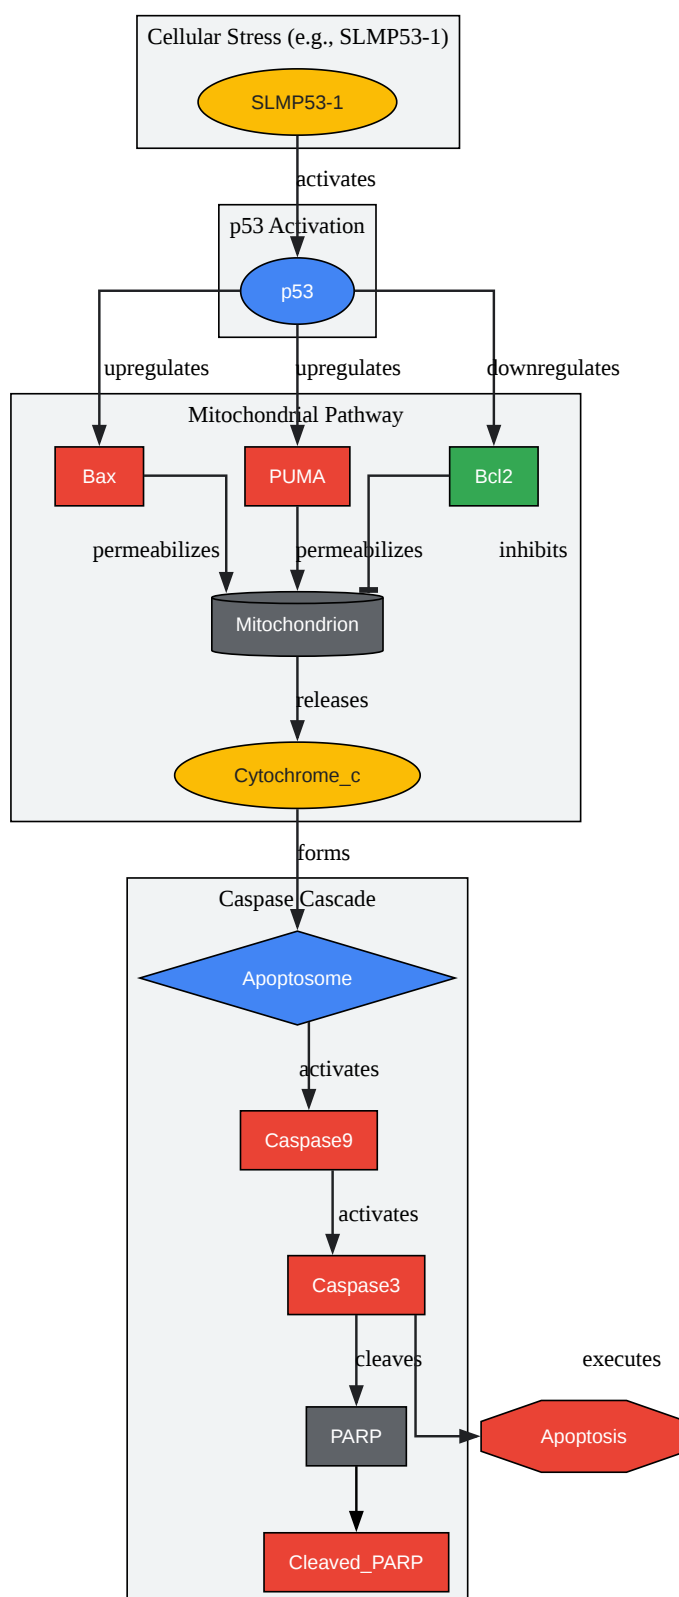 Cellular Stress (e.g., SLMP53-1)
SLMP53-1
activates
p53 Activation
p53
upregulates
upregulates
downregulates
Mitochondrial Pathway
Bax
PUMA
Bcl2
permeabilizes
permeabilizes
inhibits
Mitochondrion
releases
Cytochrome_c
forms
Caspase Cascade
Apoptosome
activates
Caspase9
activates
Caspase3
cleaves
executes
PARP
Apoptosis
Cleaved_PARP